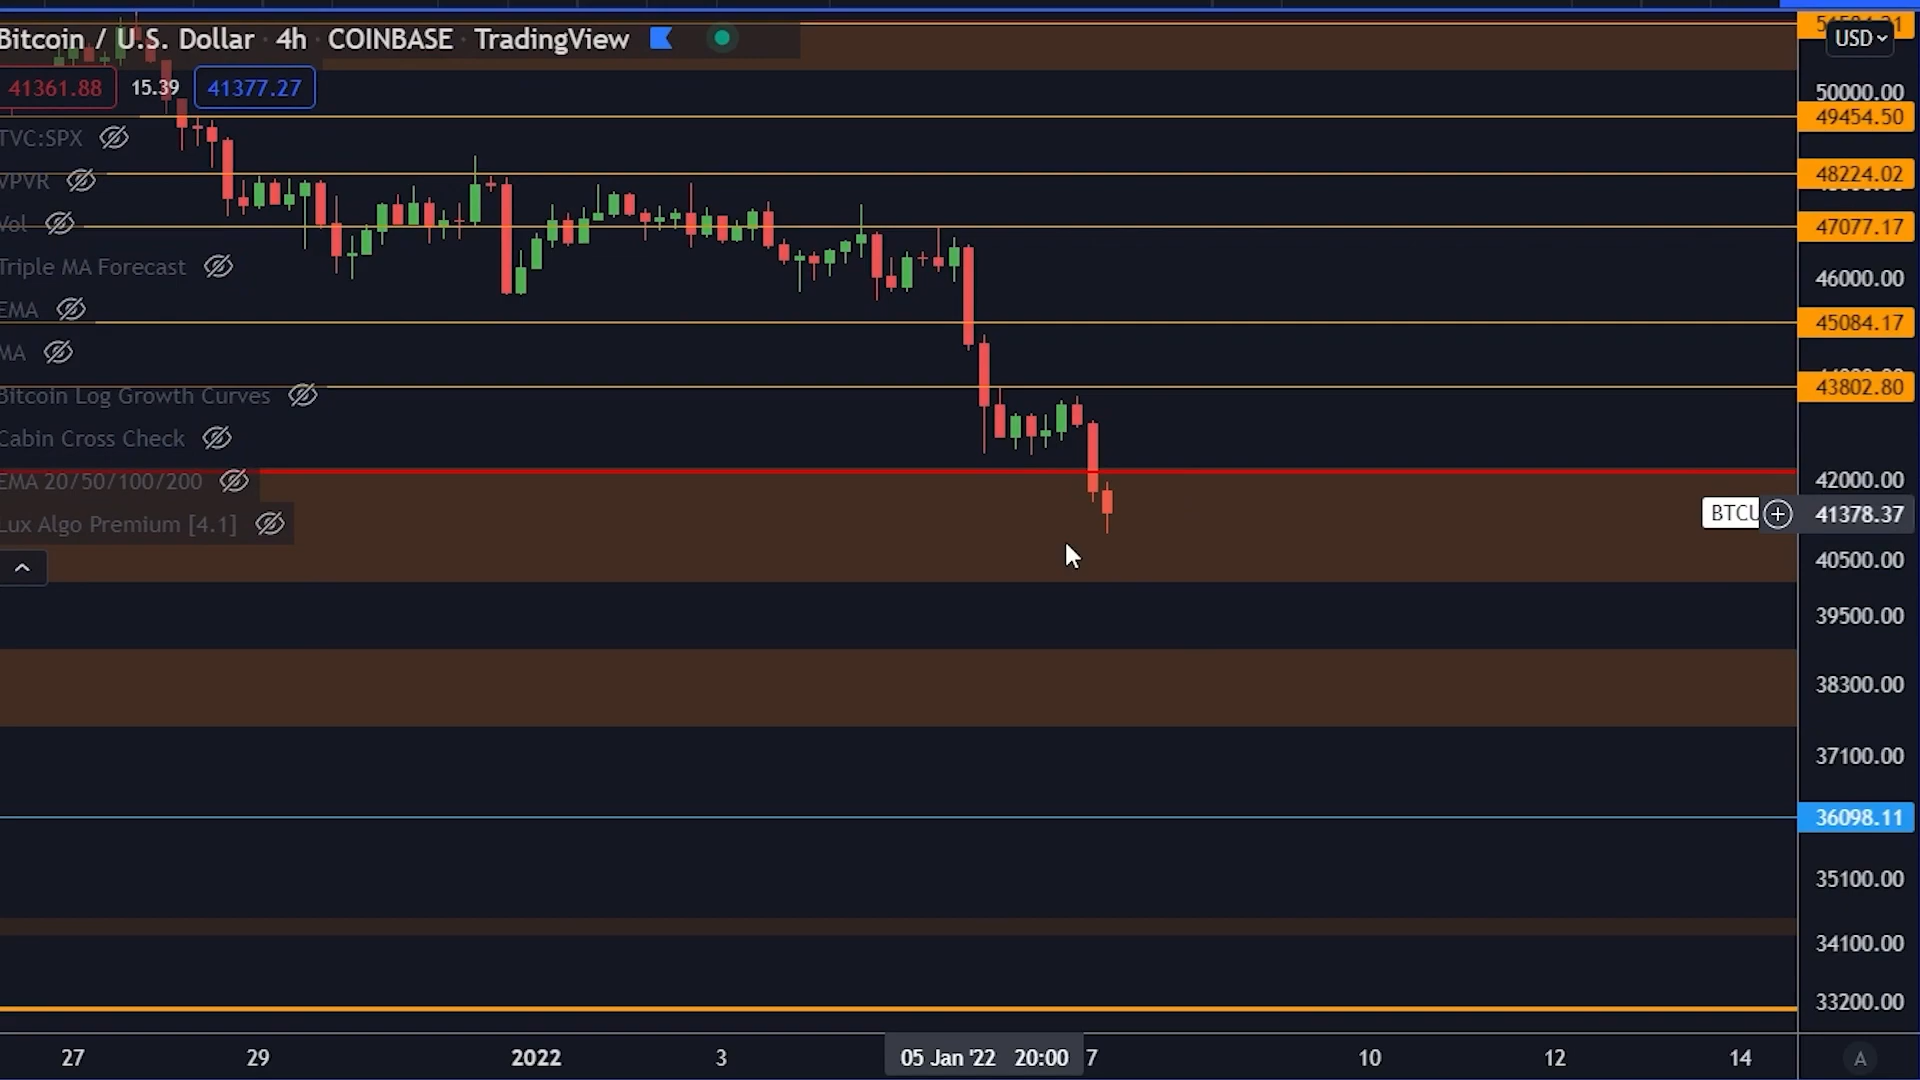 Bitcoin / U.S. Dollar · 4h · COINBASE · TradingView
USD
41361.88 15.39 41377.27
50000.00
49454.50
TVC:SPX
48224.02
VPVR
Vol
47077.17
Triple MA Forecast
46000.00
EMA
45084.17
MA
43802.80
Bitcoin Log Growth Curves
Cabin Cross Check
EMA 20/50/100/200
42000.00
Lux Algo Premium [4.1]
BTCU 41378.37
40500.00
39500.00
38300.00
37100.00
36098.11
35100.00
34100.00
33200.00
27 29 2022 3 05 Jan '22 20:00 7 10 12 14 A